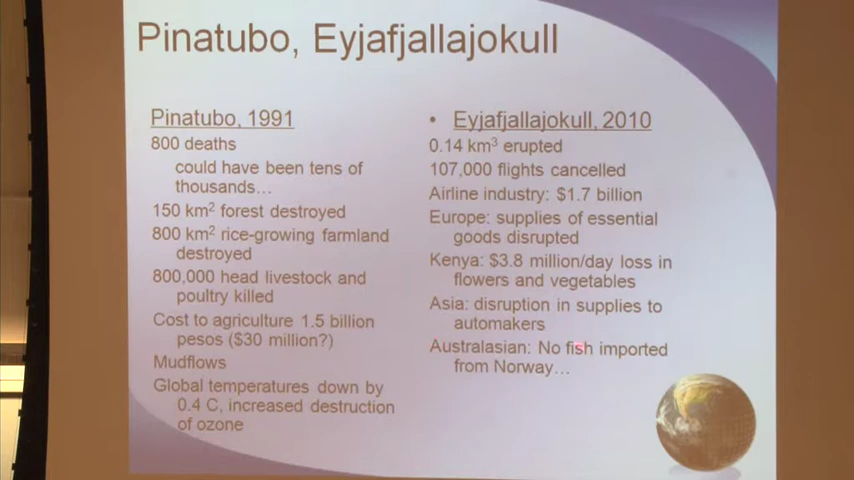 Pinatubo, Eyjafjallajokull
Pinatubo, 1991
800 deaths
could have been tens of
thousands…
150 km² forest destroyed
800 km² rice-growing farmland
destroyed
800,000 head livestock and
poultry killed
Cost to agriculture 1.5 billion
pesos ($30 million?)
Mudflows
Global temperatures down by
0.4 C, increased destruction
of ozone
• Eyjafjallajokull, 2010
0.14 km³ erupted
107,000 flights cancelled
Airline industry: $1.7 billion
Europe: supplies of essential
goods disrupted
Kenya: $3.8 million/day loss in
flowers and vegetables
Asia: disruption in supplies to
automakers
Australasian: No fish imported
from Norway…